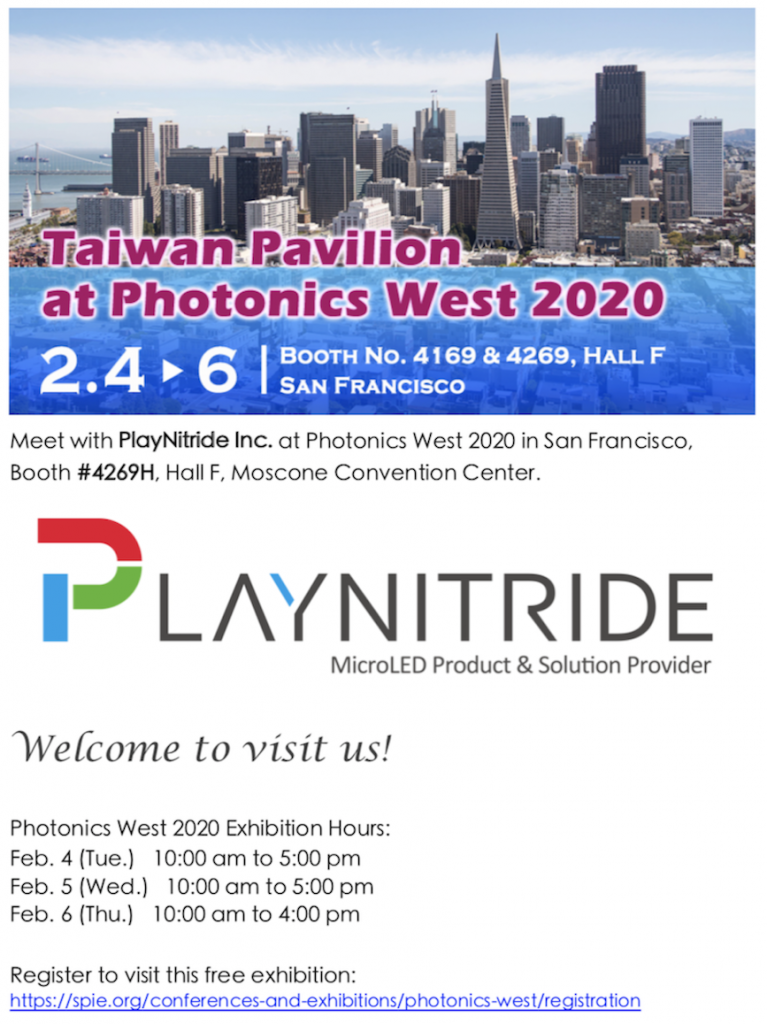 Taiwan Pavilion
at Photonics West 2020
2.4 ▸ 6 | Booth No. 4169 & 4269, Hall F
San Francisco
Meet with PlayNitride Inc. at Photonics West 2020 in San Francisco,
Booth #4269H, Hall F, Moscone Convention Center.
PLAYNITRIDE
MicroLED Product & Solution Provider
Welcome to visit us!
Photonics West 2020 Exhibition Hours:
Feb. 4 (Tue.) 10:00 am to 5:00 pm
Feb. 5 (Wed.) 10:00 am to 5:00 pm
Feb. 6 (Thu.) 10:00 am to 4:00 pm
Register to visit this free exhibition:
https://spie.org/conferences-and-exhibitions/photonics-west/registration